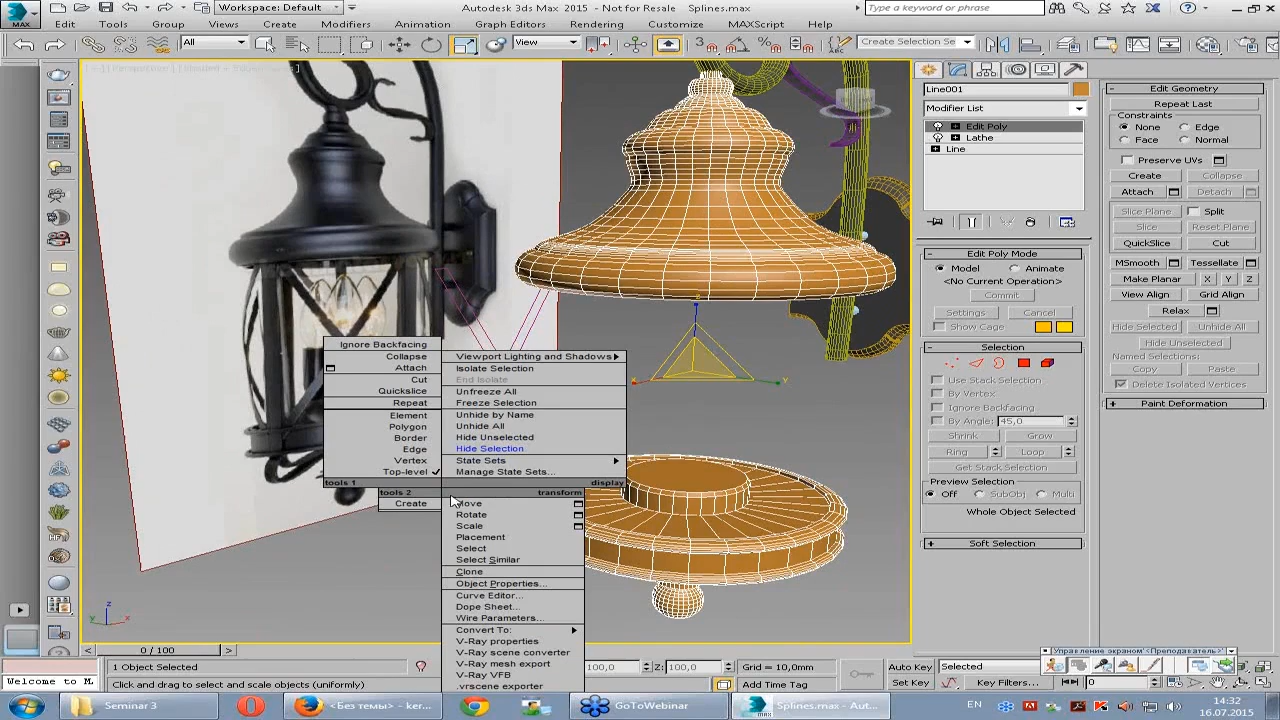 Workspace: Default
Autodesk 3ds Max 2015 - Not for Resale
Splines.max
Type a keyword or phrase
MAX
Edit
Tools
Group
Views
Create
Modifiers
Animation
Graph Editors
Rendering
Customize
MAXScript
Help
All
View
Create Selection Se
Line001
Modifier List
Edit Poly
Lathe
Line
Edit Poly Mode
Model
Animate
<No Current Operation>
Commit
Settings
Cancel
Show Cage
Selection
Use Stack Selection
By Vertex
Ignore Backfacing
By Angle:
45,0
Shrink
Grow
Ring
Loop
Get Stack Selection
Preview Selection
Off
SubObj
Multi
Whole Object Selected
Soft Selection
Edit Geometry
Repeat Last
Constraints
None
Edge
Face
Normal
Preserve UVs
Create
Collapse
Attach
Detach
Slice Plane
Split
Slice
Reset Plane
QuickSlice
Cut
MSmooth
Tessellate
Make Planar
X
Y
Z
View Align
Grid Align
Relax
Hide Selected
Unhide All
Hide Unselected
Named Selections:
Copy
Paste
Delete Isolated Vertices
Paint Deformation
Ignore Backfacing
Collapse
Attach
Cut
Quickslice
Repeat
Element
Polygon
Border
Edge
Vertex
Top-level
tools 1
tools 2
Create
Viewport Lighting and Shadows
Isolate Selection
End Isolate
Unfreeze All
Freeze Selection
Unhide by Name
Unhide All
Hide Unselected
Hide Selection
State Sets
Manage State Sets...
display
transform
Move
Rotate
Scale
Placement
Select
Select Similar
Clone
Object Properties...
Curve Editor...
Dope Sheet...
Wire Parameters...
Convert To:
V-Ray properties
V-Ray scene converter
V-Ray mesh export
V-Ray VFB
.vrscene exporter
0 / 100
1 Object Selected
Welcome to M
Click and
to select and scale objects (uniformly)
100,0
Z: 100,0
Grid = 10,0mm
Add Time Tag
Auto Key
Selected
Set Key
Key Filters...
0
Управление экраном "Преподаватель"
Seminar 3
<Без темы> - ker...
GoToWebinar
Splines.max - Aut...
EN
14:32
16.07.2015